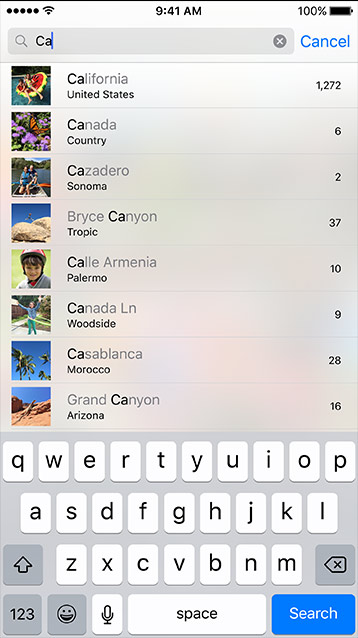 9:41 AM
100%
Ca
Cancel
California
United States
1,272
Canada
Country
6
Cazadero
Sonoma
2
Bryce Canyon
Tropic
37
Calle Armenia
Palermo
10
Canada Ln
Woodside
9
Casablanca
Morocco
28
Grand Canyon
Arizona
16
q w e r t y u i o p
a s d f g h j k l
z x c v b n m
123
space
Search